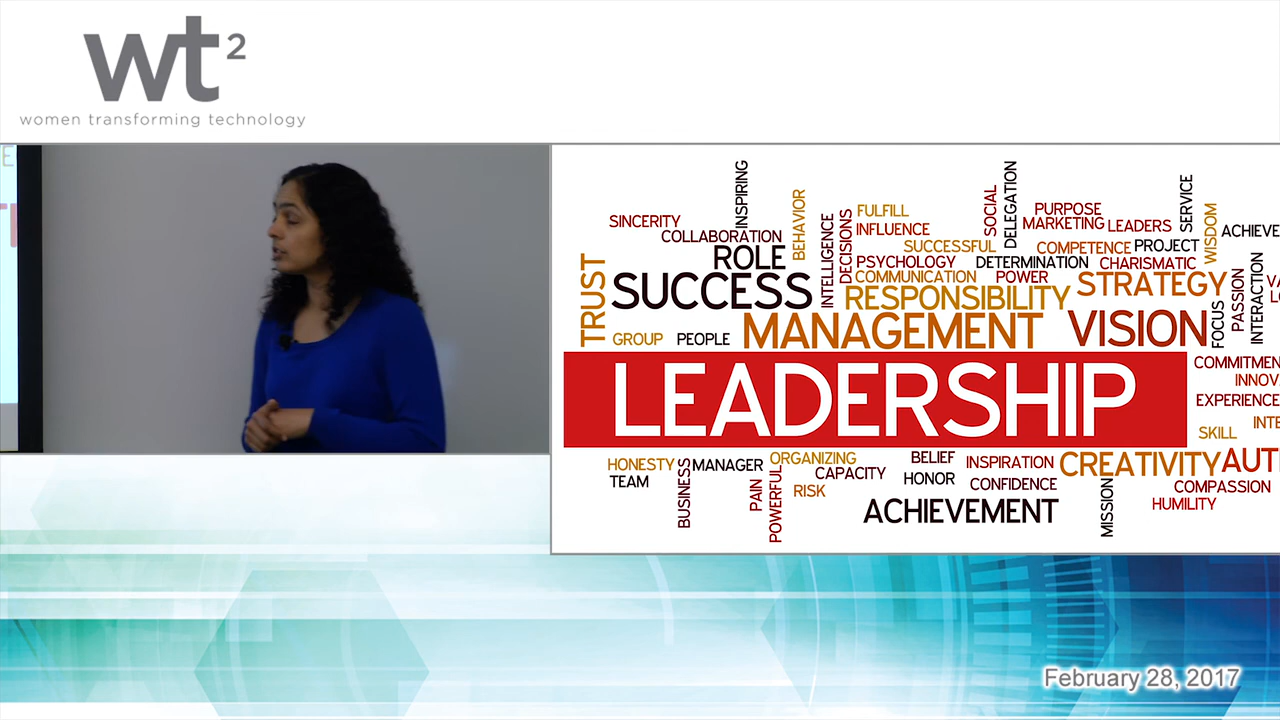 wt²
women transforming technology
INSPIRING
SINCERITY
COLLABORATION
BEHAVIOR
ROLE
TRUST
SUCCESS
GROUP
PEOPLE
INTELLIGENCE
DECISIONS
FULFILL
INFLUENCE
SUCCESSFUL
PSYCHOLOGY
COMMUNICATION
RESPONSIBILITY
MANAGEMENT
SOCIAL
DELEGATION
DETERMINATION
POWER
PURPOSE
MARKETING
LEADERS
COMPETENCE
PROJECT
CHARISMATIC
STRATEGY
VISION
SERVICE
WISDOM
ACHIEVE
FOCUS
PASSION
INTERACTION
LEADERSHIP
COMMITMEN
INNOV
EXPERIENCE
INTE
SKILL
HONESTY
TEAM
BUSINESS
MANAGER
PAIN
POWERFUL
ORGANIZING
CAPACITY
RISK
BELIEF
HONOR
INSPIRATION
CONFIDENCE
ACHIEVEMENT
CREATIVITY
AUT
MISSION
COMPASSION
HUMILITY
February 28, 2017